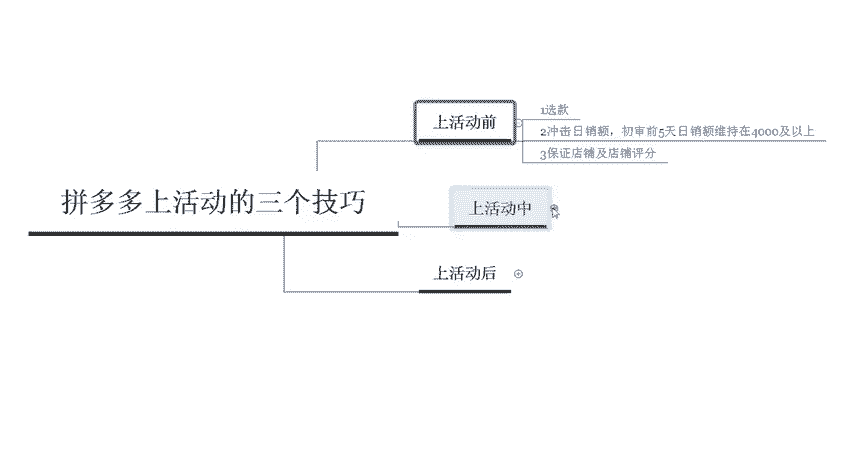 拼多多上活动的三个技巧
上活动前
1选款
2冲击日销额，初审前5天日销额维持在4000及以上
3保证店铺及店铺评分
上活动中
上活动后